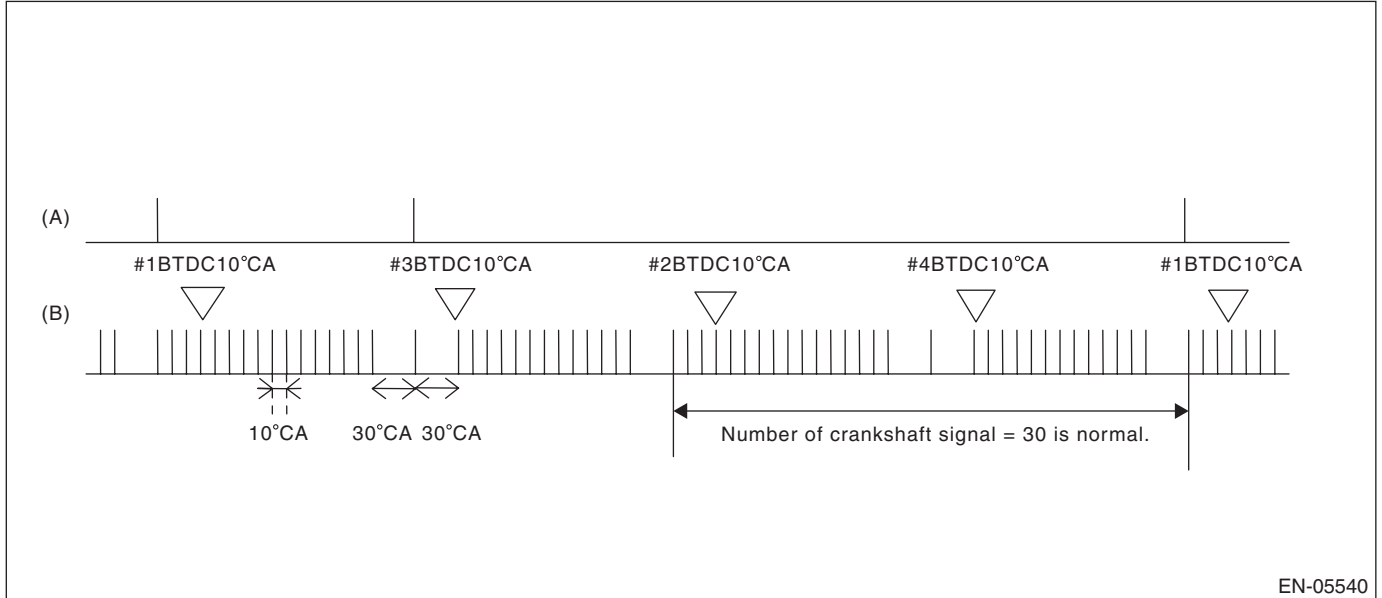 (A)
#1BTDC10°CA #3BTDC10°CA #2BTDC10°CA #4BTDC10°CA #1BTDC10°CA
(B)
10°CA 30°CA 30°CA Number of crankshaft signal = 30 is normal.
EN-05540